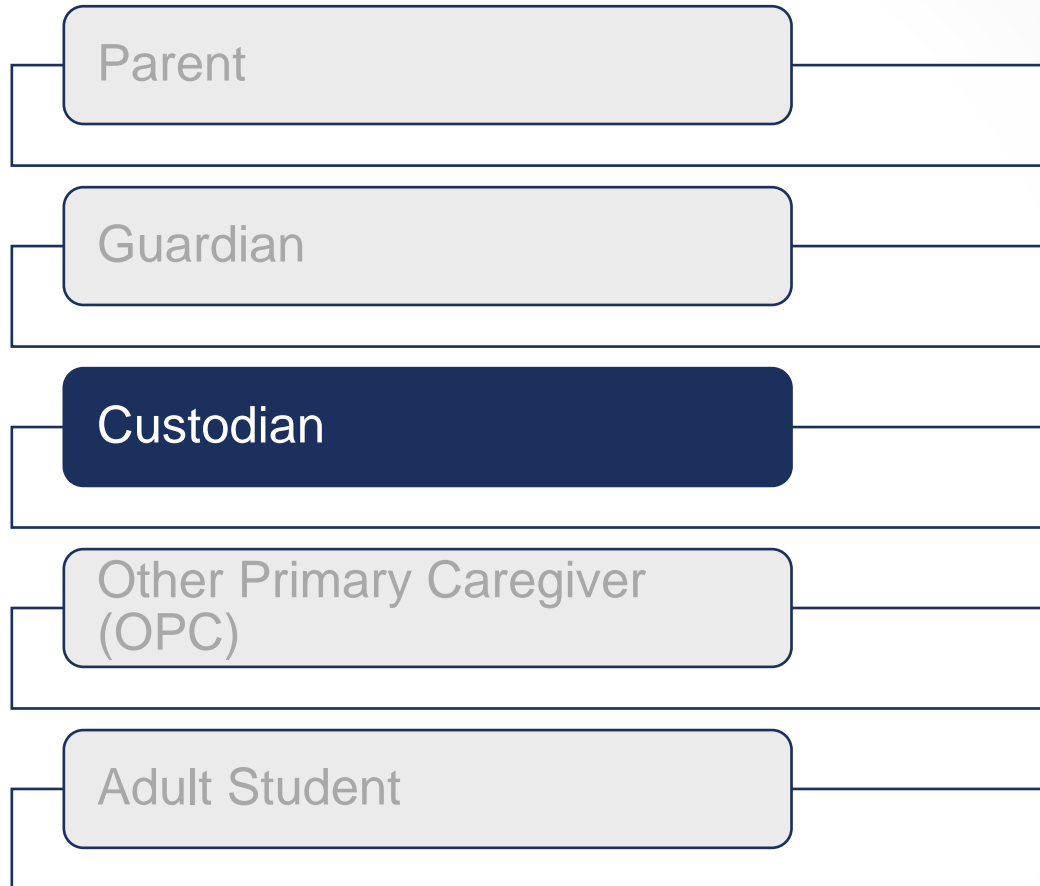 Parent
Guardian
Custodian
Other Primary Caregiver
(OPC)
Adult Student